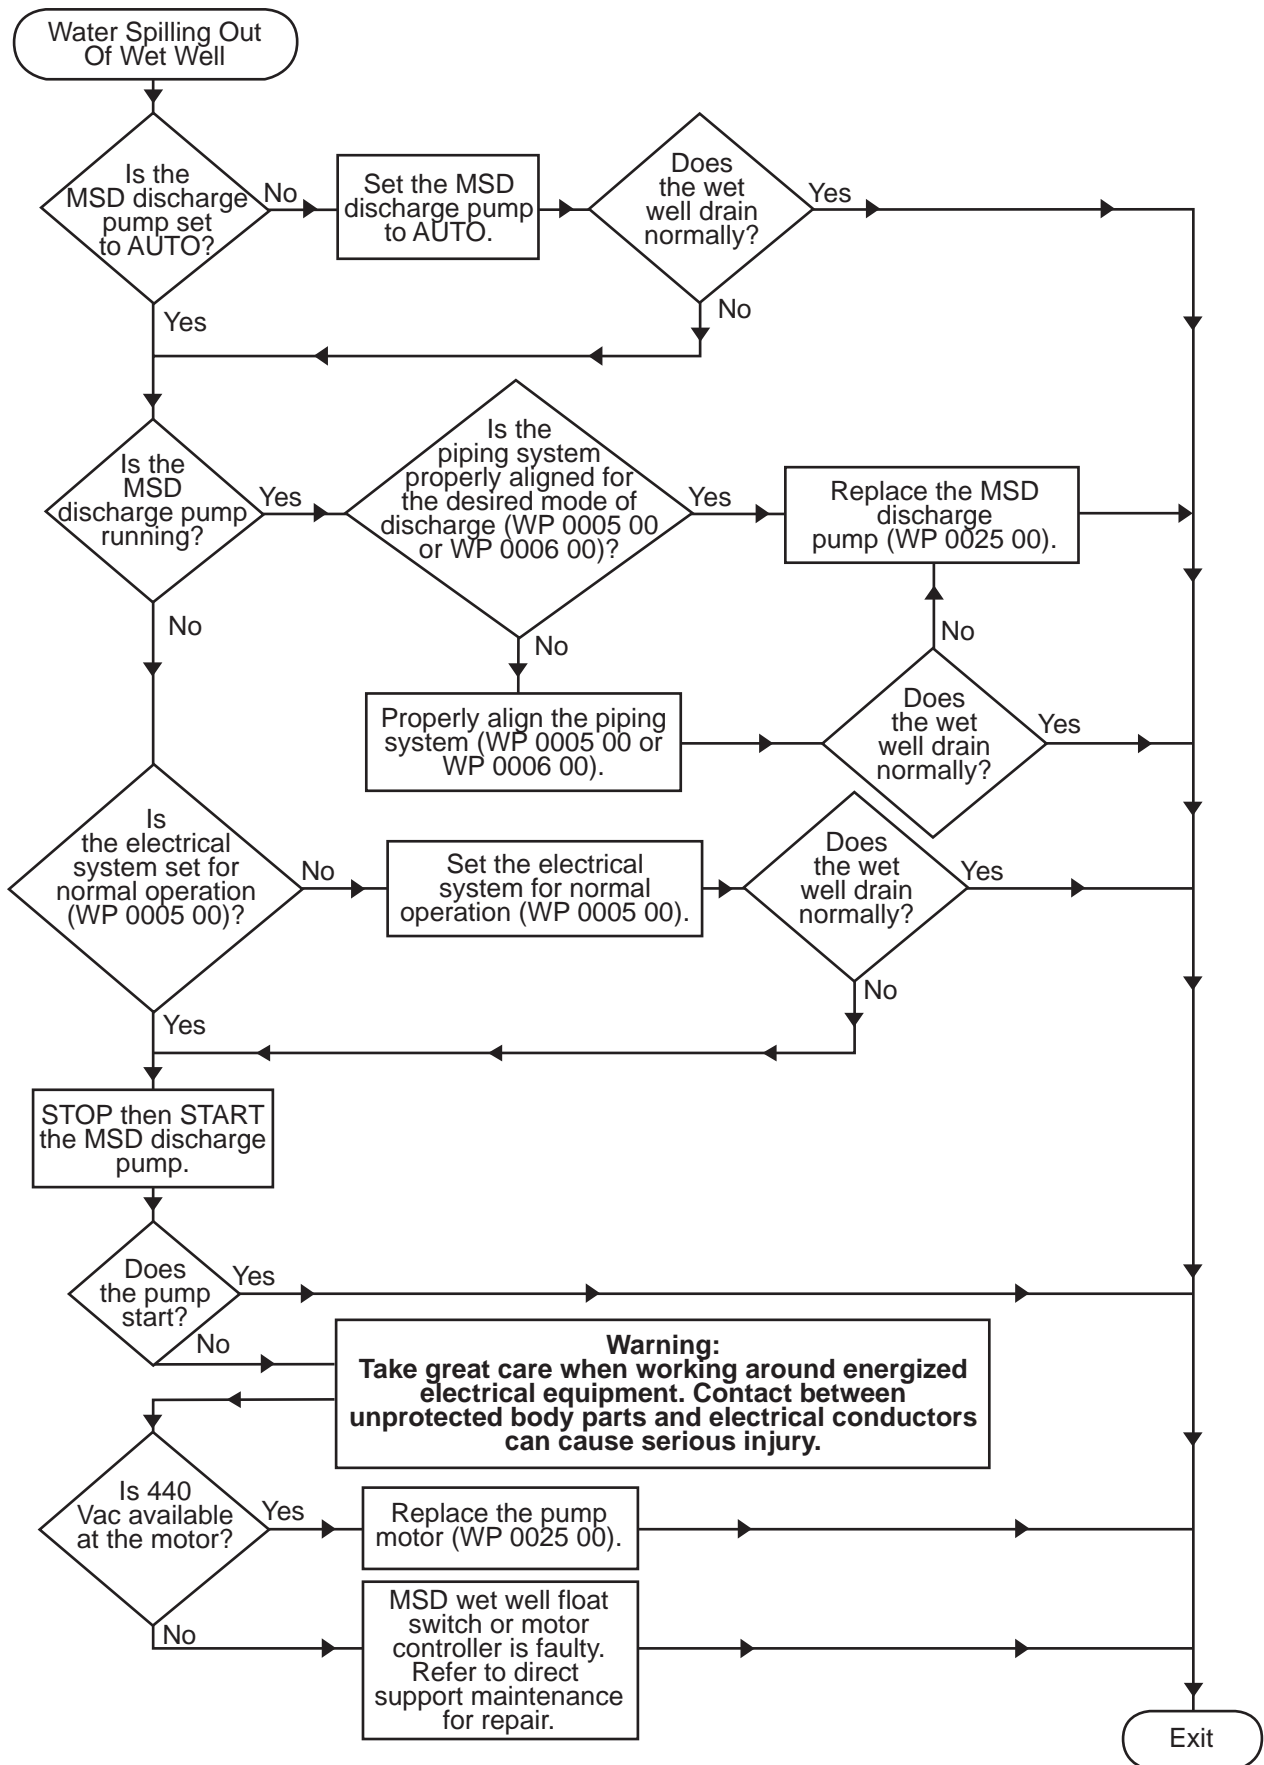 Water Spilling Out
Of Wet Well
Is the
MSD discharge
pump set
to AUTO?
No
Set the MSD
discharge pump
to AUTO.
Does
the wet
well drain
normally?
Yes
No
Yes
Is the
MSD
discharge pump
running?
Yes
Is the
piping system
properly aligned for
the desired mode of
discharge (WP 0005 00
or WP 0006 00)?
Yes
Replace the MSD
discharge
pump (WP 0025 00).
No
No
No
Properly align the piping
system (WP 0005 00 or
WP 0006 00).
Does
the wet
well drain
normally?
Yes
Is
the electrical
system set for
normal operation
(WP 0005 00)?
No
Set the electrical
system for normal
operation (WP 0005 00).
Does
the wet
well drain
normally?
Yes
No
Yes
STOP then START
the MSD discharge
pump.
Does
the pump
start?
Yes
No
Warning:
Take great care when working around energized
electrical equipment. Contact between
unprotected body parts and electrical conductors
can cause serious injury.
Is 440
Vac available
at the motor?
Yes
Replace the pump
motor (WP 0025 00).
No
MSD wet well float
switch or motor
controller is faulty.
Refer to direct
support maintenance
for repair.
Exit